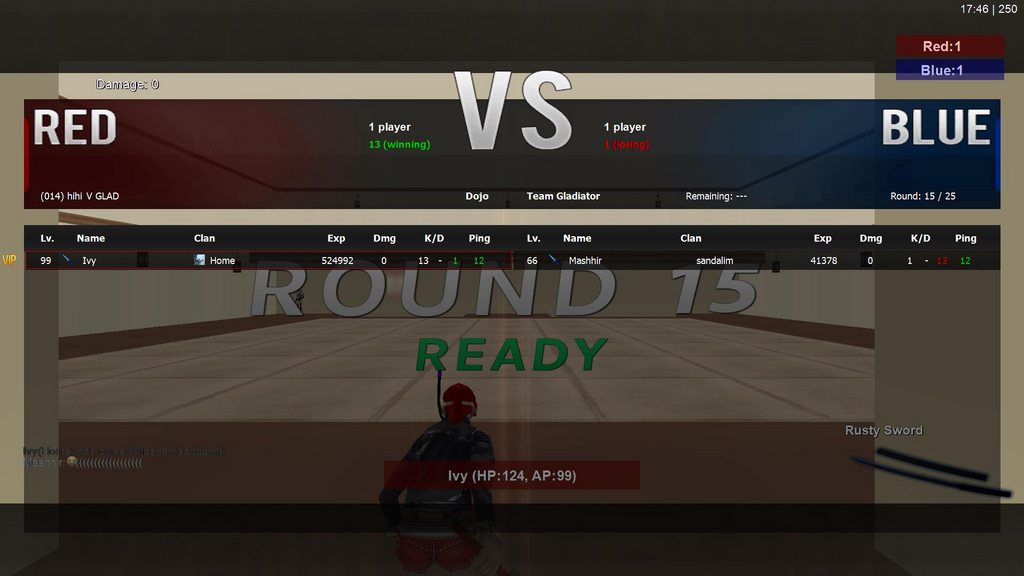 17:46 | 250
Red:1
Blue:1
Damage: 0
RED VS BLUE
1 player 1 player
13 (winning) 1 (losing)
(014) hihi V GLAD Dojo Team Gladiator Remaining: --- Round: 15 / 25
Lv. Name Clan Exp Dmg K/D Ping Lv. Name Clan Exp Dmg K/D Ping
VIP 99 Ivy Home 524992 0 13 - 1 12 66 Mashhir sandalim 41378 0 1 - 13 12
ROUND 15
READY
Rusty Sword
Mashhir: ((((((((((((((((((
Ivy (HP:124, AP:99)